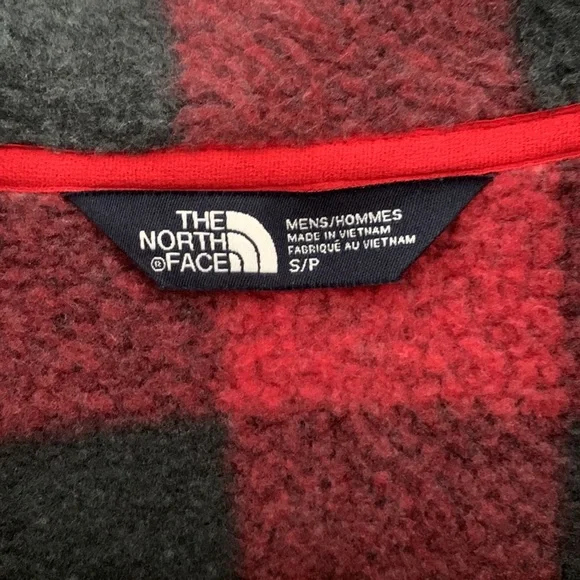 THE
NORTH
®FACE
MENS/HOMMES
MADE IN VIETNAM
FABRIQUÉ AU VIETNAM
S/P